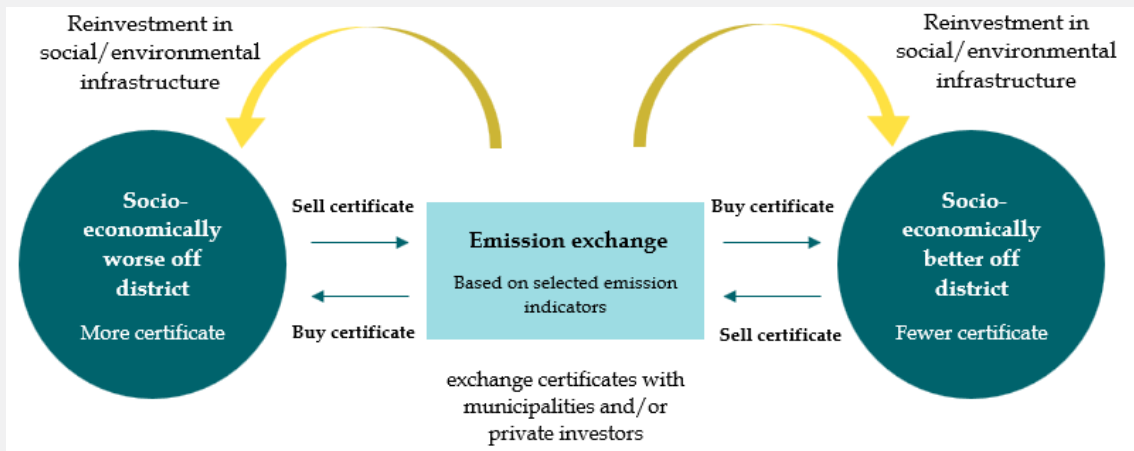 Reinvestment in
social/environmental
infrastructure
Reinvestment in
social/environmental
infrastructure
Socio-
economically
worse off
district
More certificate
Sell certificate
Buy certificate
Emission exchange
Based on selected emission
indicators
Buy certificate
Sell certificate
Socio-
economically
better off
district
Fewer certificate
exchange certificates with
municipalities and/or
private investors